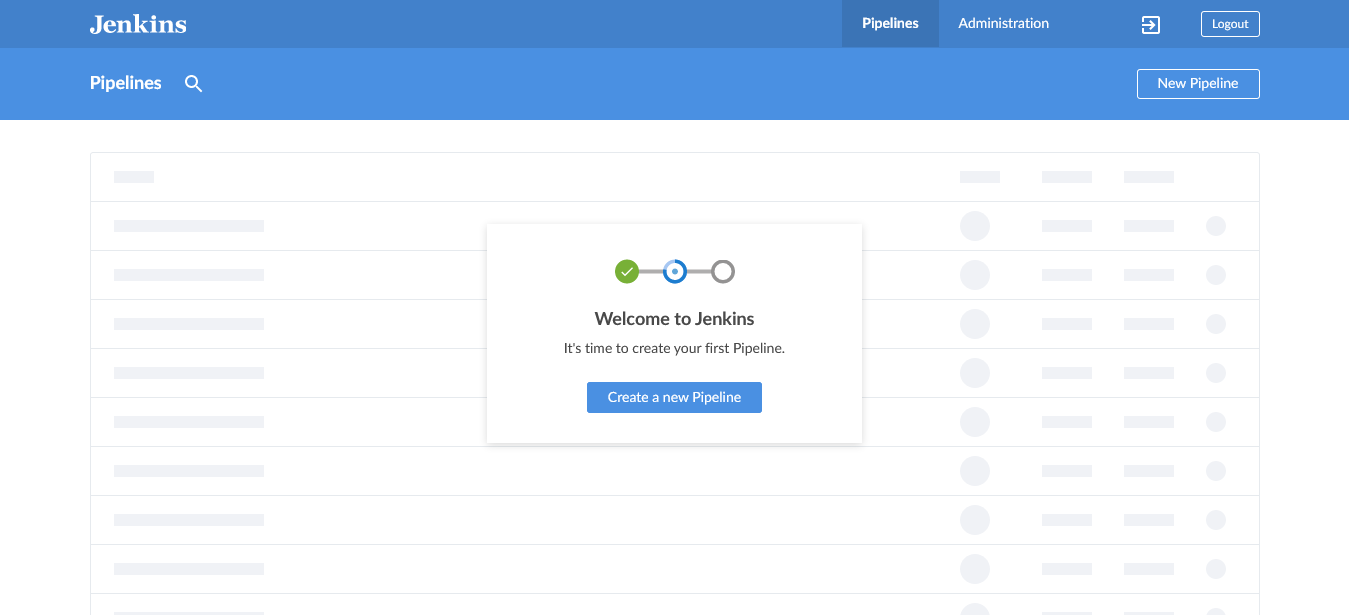 Jenkins
Pipelines
Administration
Logout
Pipelines
New Pipeline
Welcome to Jenkins
It's time to create your first Pipeline.
Create a new Pipeline